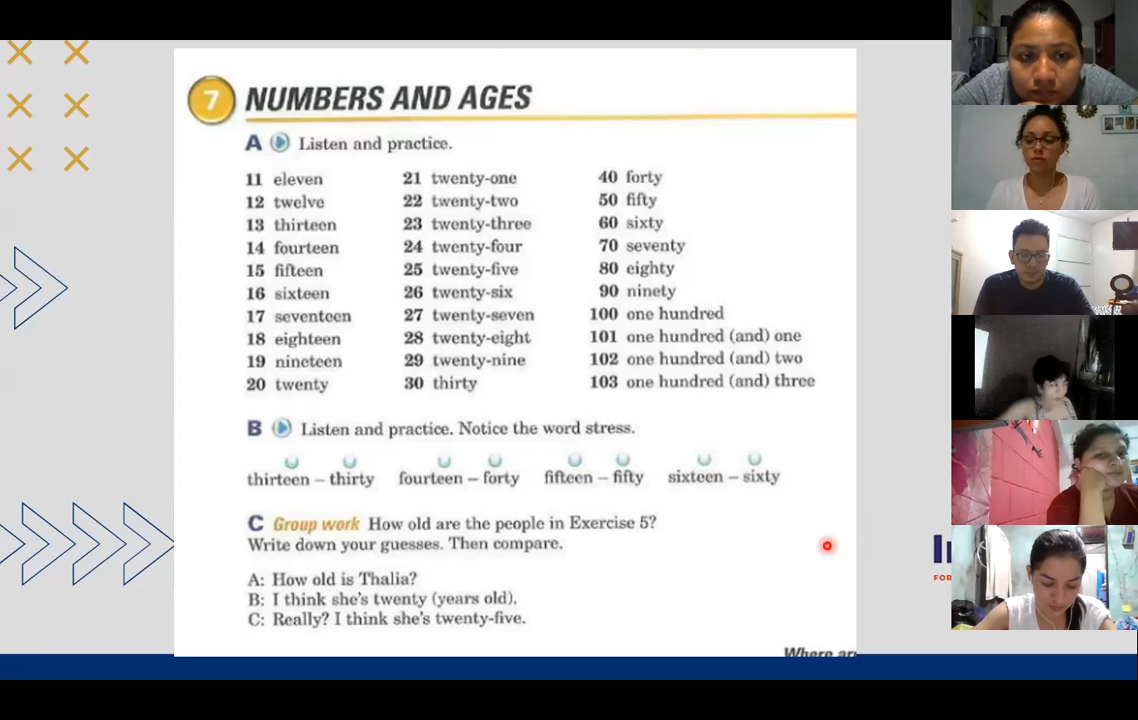 7 NUMBERS AND AGES
A Listen and practice.
11 eleven 21 twenty-one 40 forty
12 twelve 22 twenty-two 50 fifty
13 thirteen 23 twenty-three 60 sixty
14 fourteen 24 twenty-four 70 seventy
15 fifteen 25 twenty-five 80 eighty
16 sixteen 26 twenty-six 90 ninety
17 seventeen 27 twenty-seven 100 one hundred
18 eighteen 28 twenty-eight 101 one hundred (and) one
19 nineteen 29 twenty-nine 102 one hundred (and) two
20 twenty 30 thirty 103 one hundred (and) three
B Listen and practice. Notice the word stress.
thirteen – thirty fourteen – forty fifteen – fifty sixteen – sixty
C Group work How old are the people in Exercise 5?
Write down your guesses. Then compare.
A: How old is Thalia?
B: I think she's twenty (years old).
C: Really? I think she's twenty-five.
Where
FOR